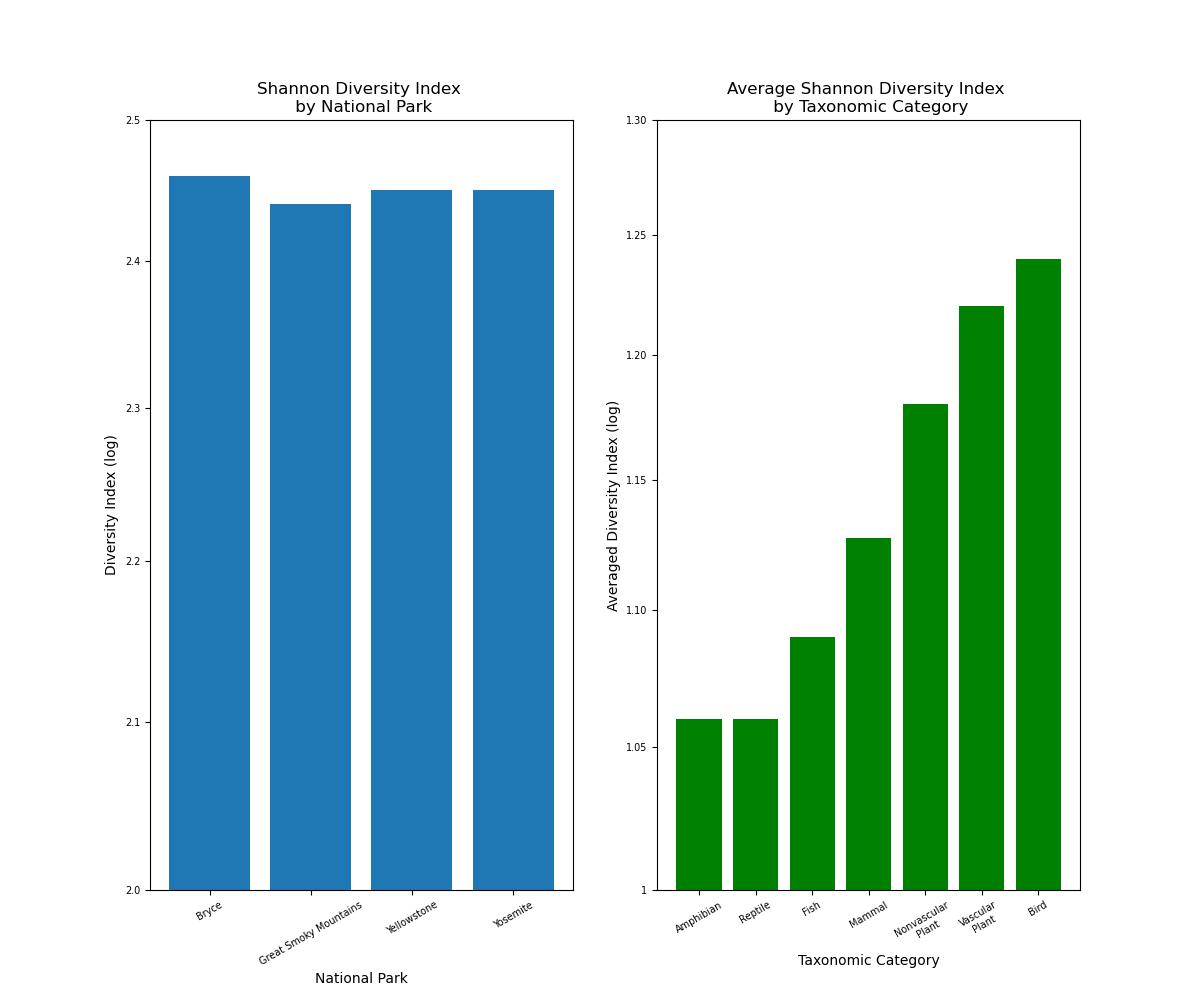 Shannon Diversity Index
by National Park
2.5
2.4
2.3
2.2
2.1
2.0
Diversity Index (log)
Bryce
Great Smoky Mountains
Yellowstone
Yosemite
National Park
Average Shannon Diversity Index
by Taxonomic Category
1.30
1.25
1.20
1.15
1.10
1.05
1
Averaged Diversity Index (log)
Amphibian
Reptile
Fish
Mammal
Nonvascular
Plant
Vascular
Plant
Bird
Taxonomic Category